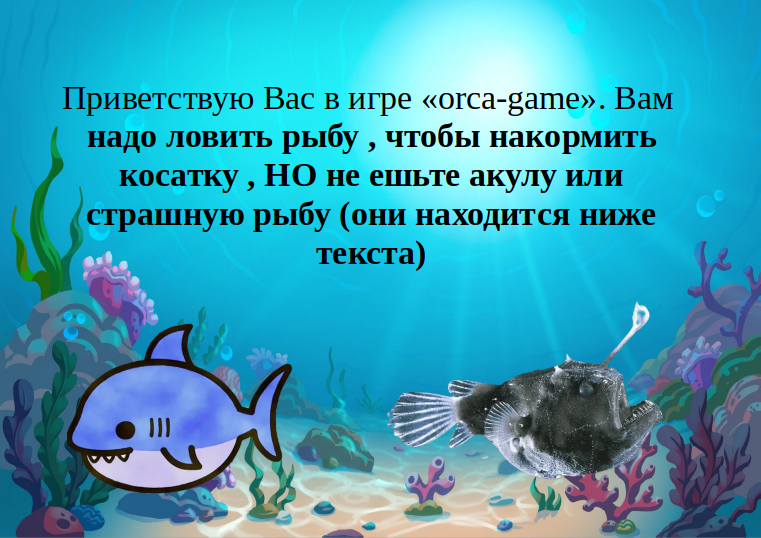 Приветствую Вас в игре «orca-game». Вам
надо ловить рыбу , чтобы накормить
косатку , НО не ешьте акулу или
страшную рыбу (они находится ниже
текста)